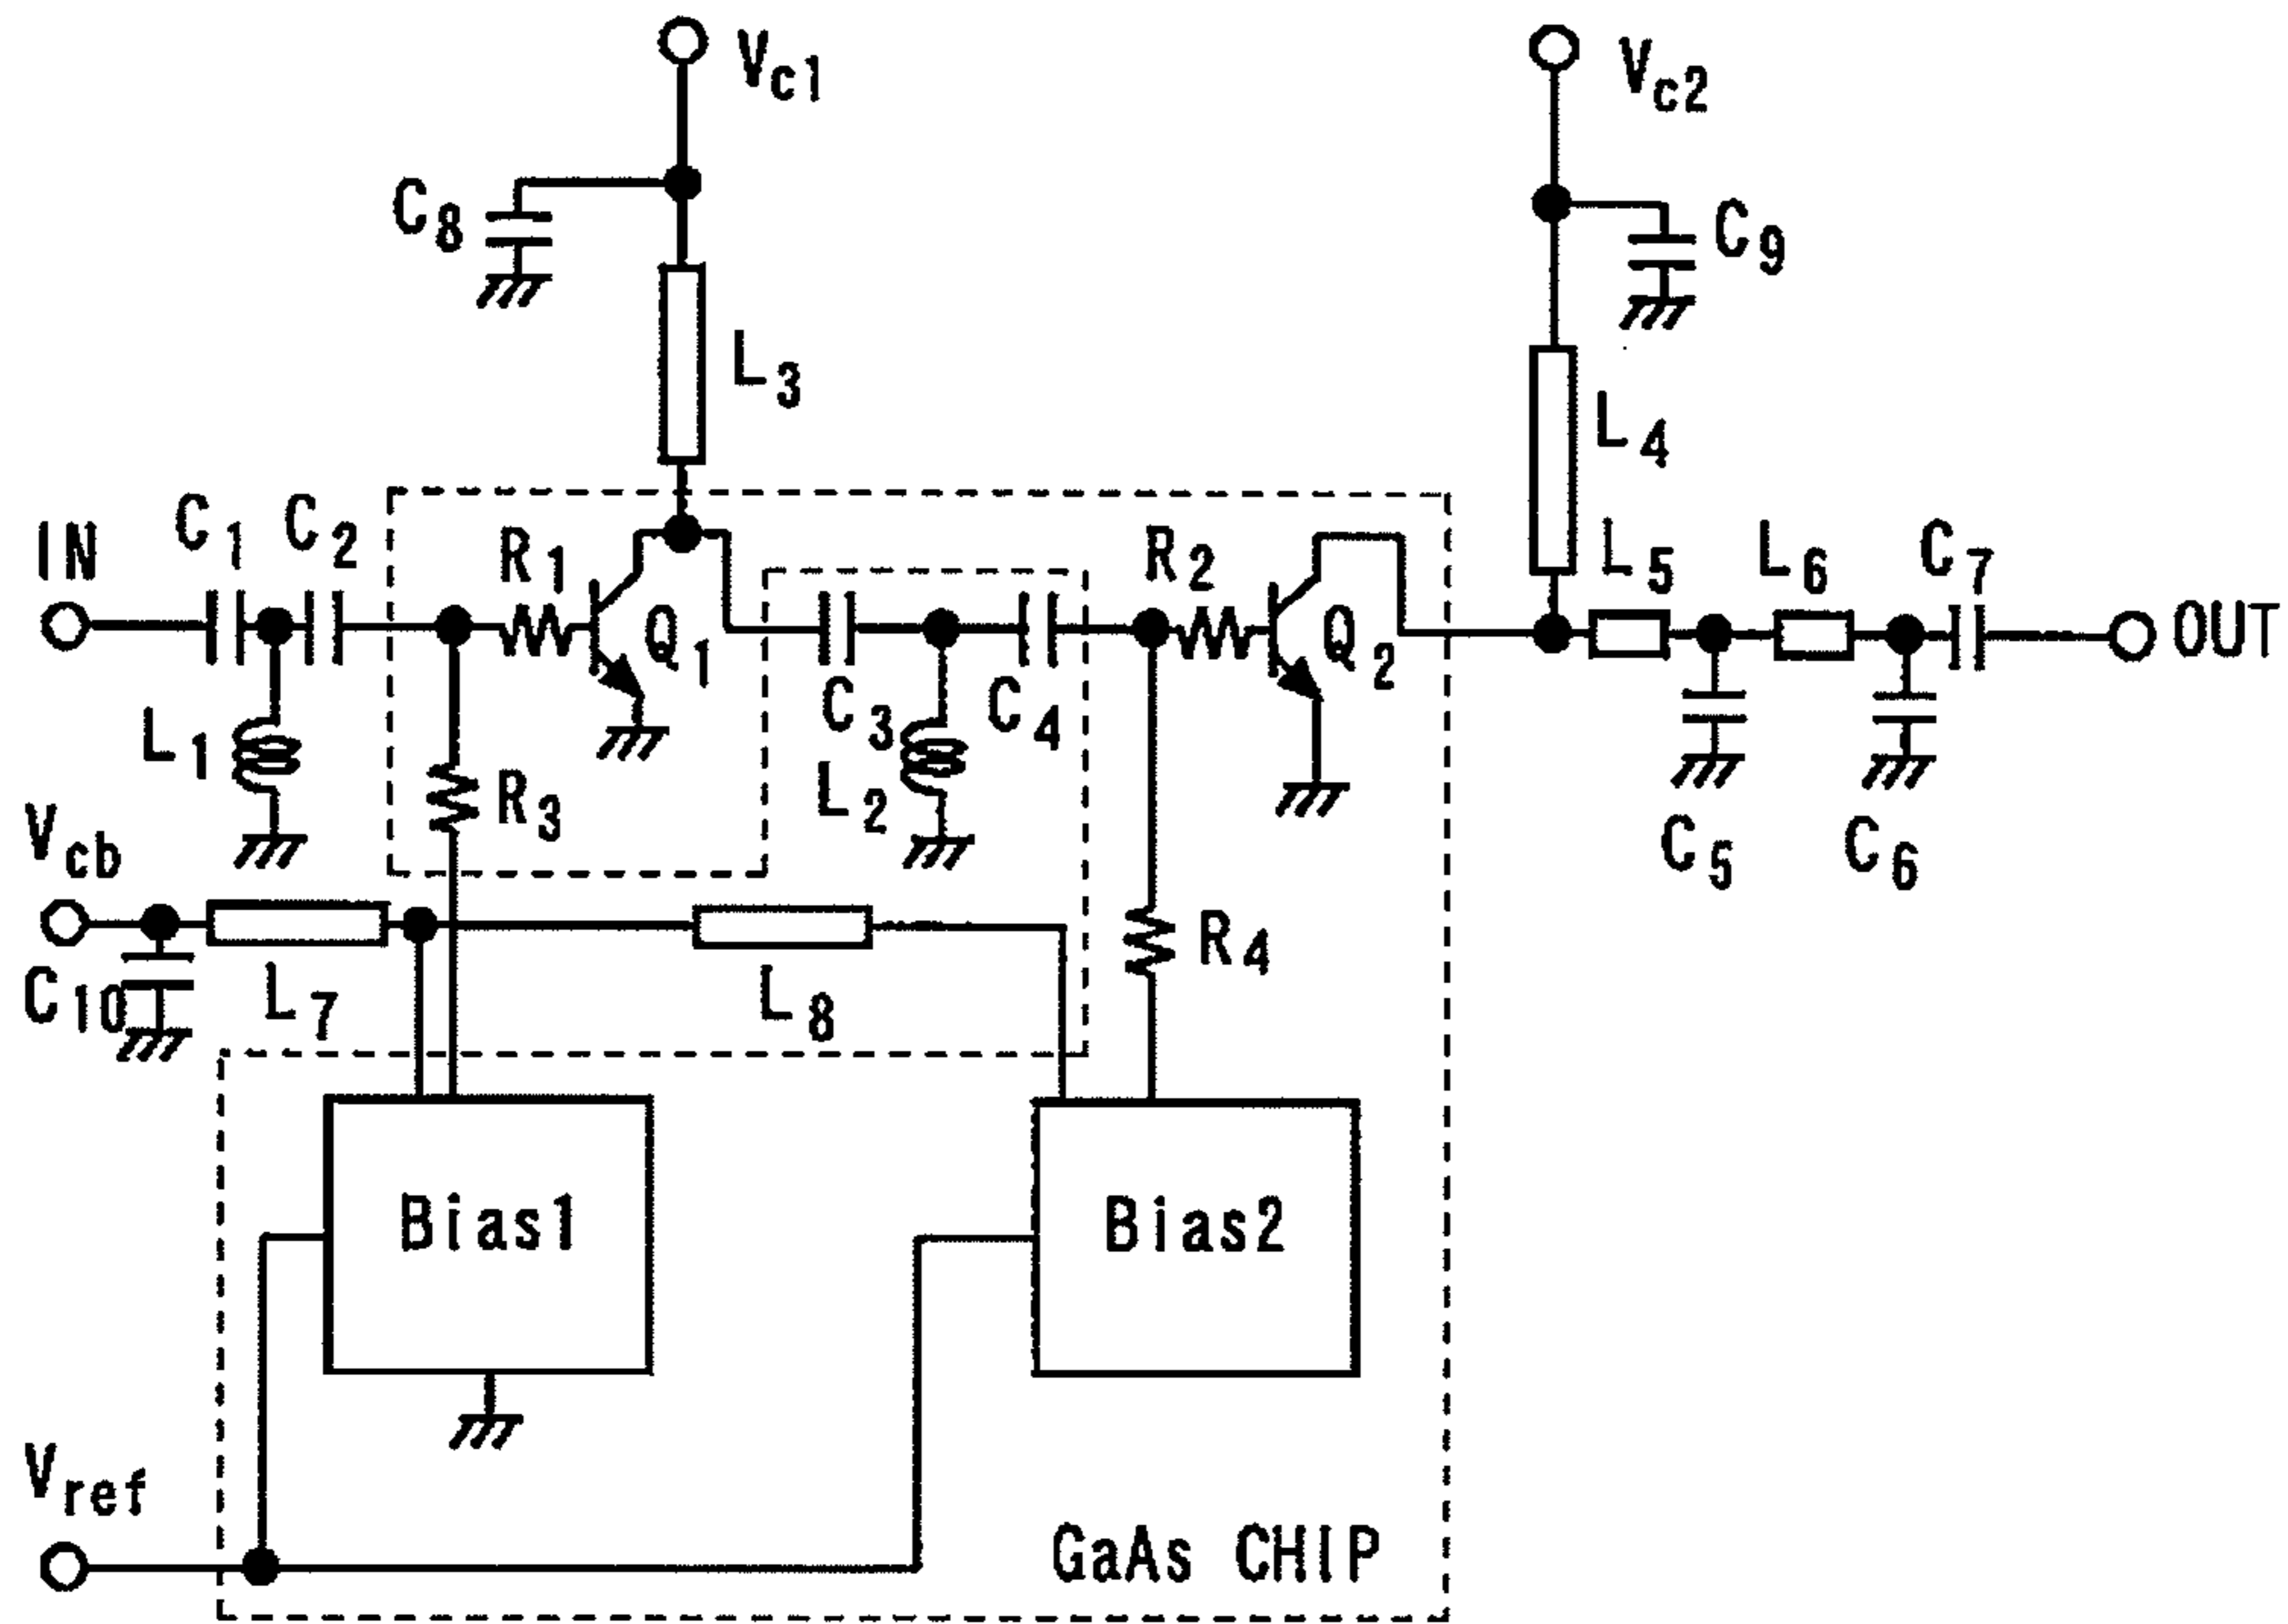 Vc1
Vc2
C8
C9
L3
L4
IN
C1
C2
R1
Q1
R2
Q2
L5
L6
C7
OUT
C3
C4
L1
L2
R3
C5
C6
Vcb
R4
C10
L7
L8
Bias1
Bias2
Vref
GaAs CHIP